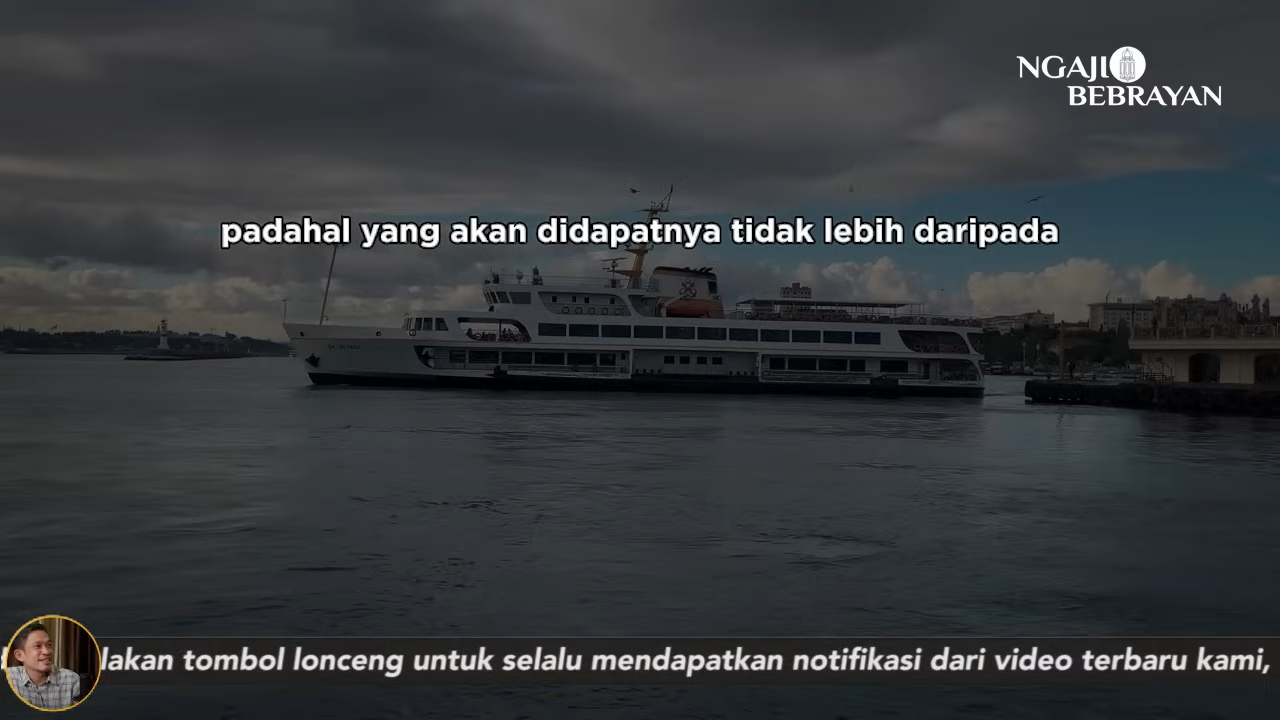 NGAJI
BEBRAYAN
padahal yang akan didapatnya tidak lebih daripada
lakan tombol lonceng untuk selalu mendapatkan notifikasi dari video terbaru kami,